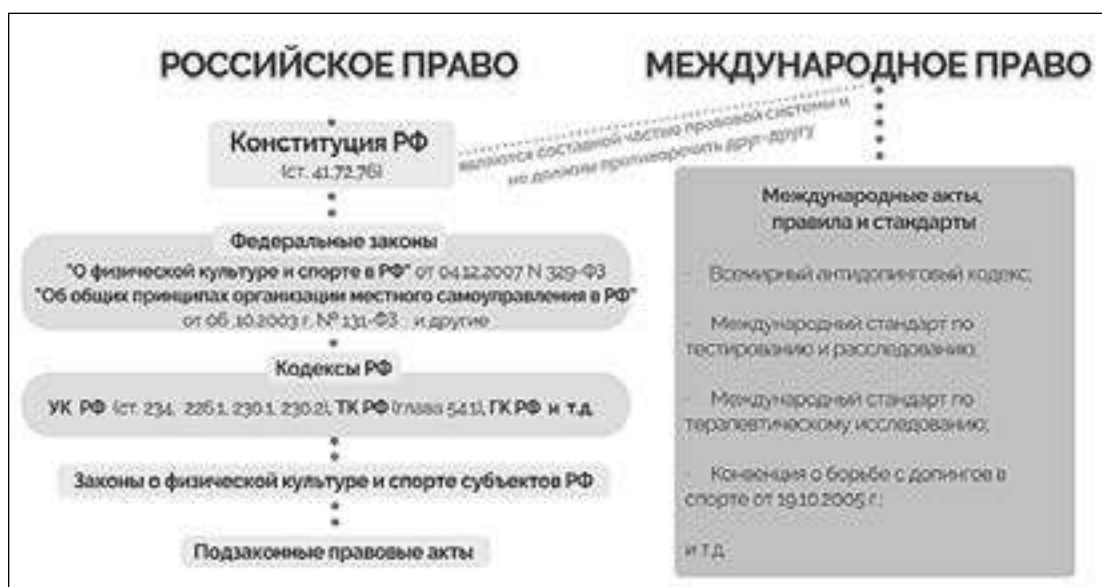 РОССИЙСКОЕ ПРАВО
Конституция РФ
(ст. 41,72,76)
Федеральные законы
"О физической культуре и спорте в РФ" от 04.12.2007 N 329-ФЗ
"Об общих принципах организации местного самоуправления в РФ"
от 06 .10.2003 г. № 131-ФЗ и другие
Кодексы РФ
УК РФ (ст. 234, 226.1, 230.1, 230.2), ТК РФ (глава 54.1), ГК РФ и т.д.
Законы о физической культуре и спорте субъектов РФ
Подзаконные правовые акты
являются составной частью правовой системы и
не должны противоречить друг-другу
МЕЖДУНАРОДНОЕ ПРАВО
Международные акты,
правила и стандарты
- Всемирный антидопинговый кодекс;
- Международный стандарт по
тестированию и расследованию;
- Международный стандарт по
терапевтическому исследованию;
- Конвенция о борьбе с допингов в
спорте от 19.10.2005 г.;
и т.д.